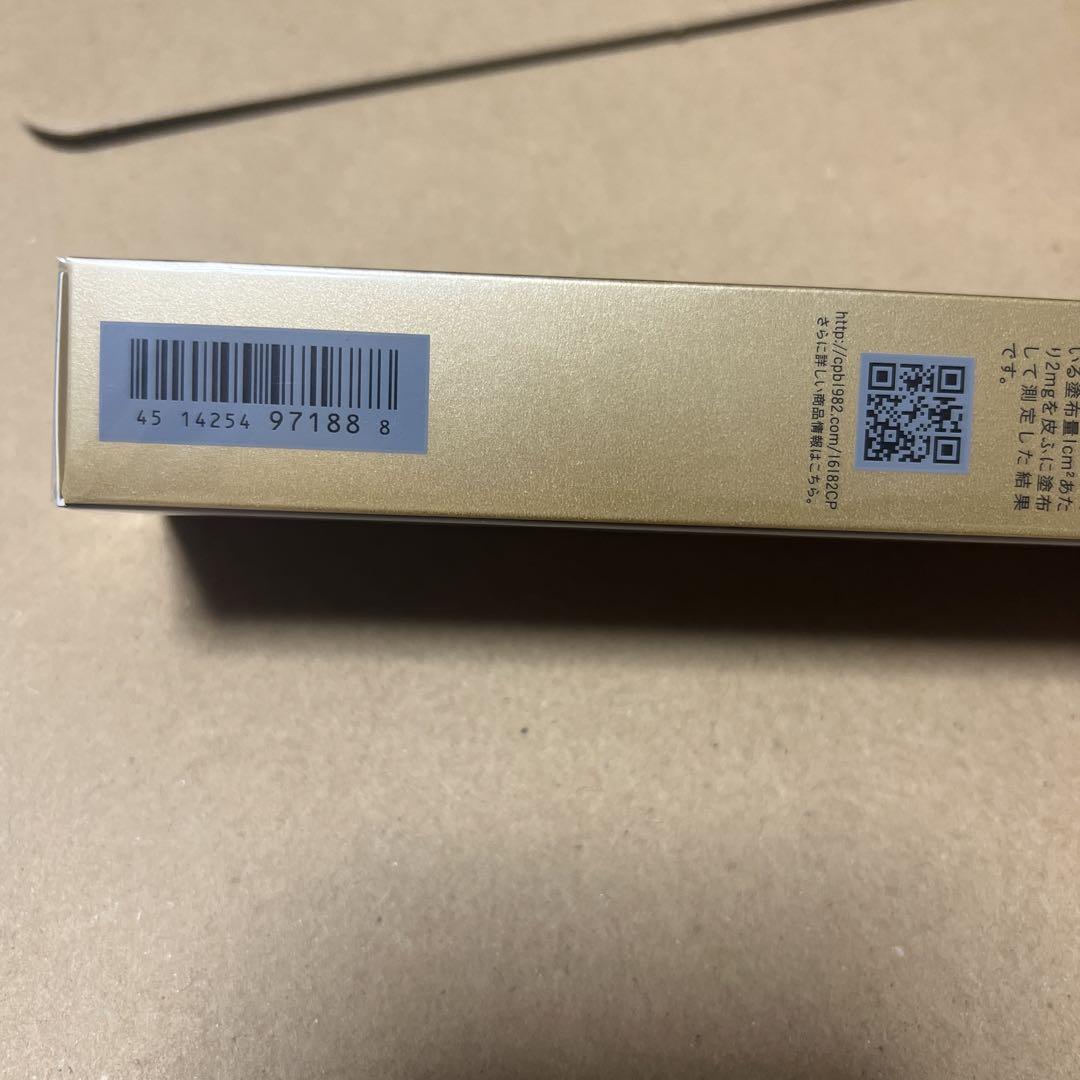 45 14254 97188 8
http://cpb1982.com/16182CP
さらに詳しい商品情報はこちら。
いる塗布量1cm²あた
り2mgを皮ふに塗布
して測定した結果
です。